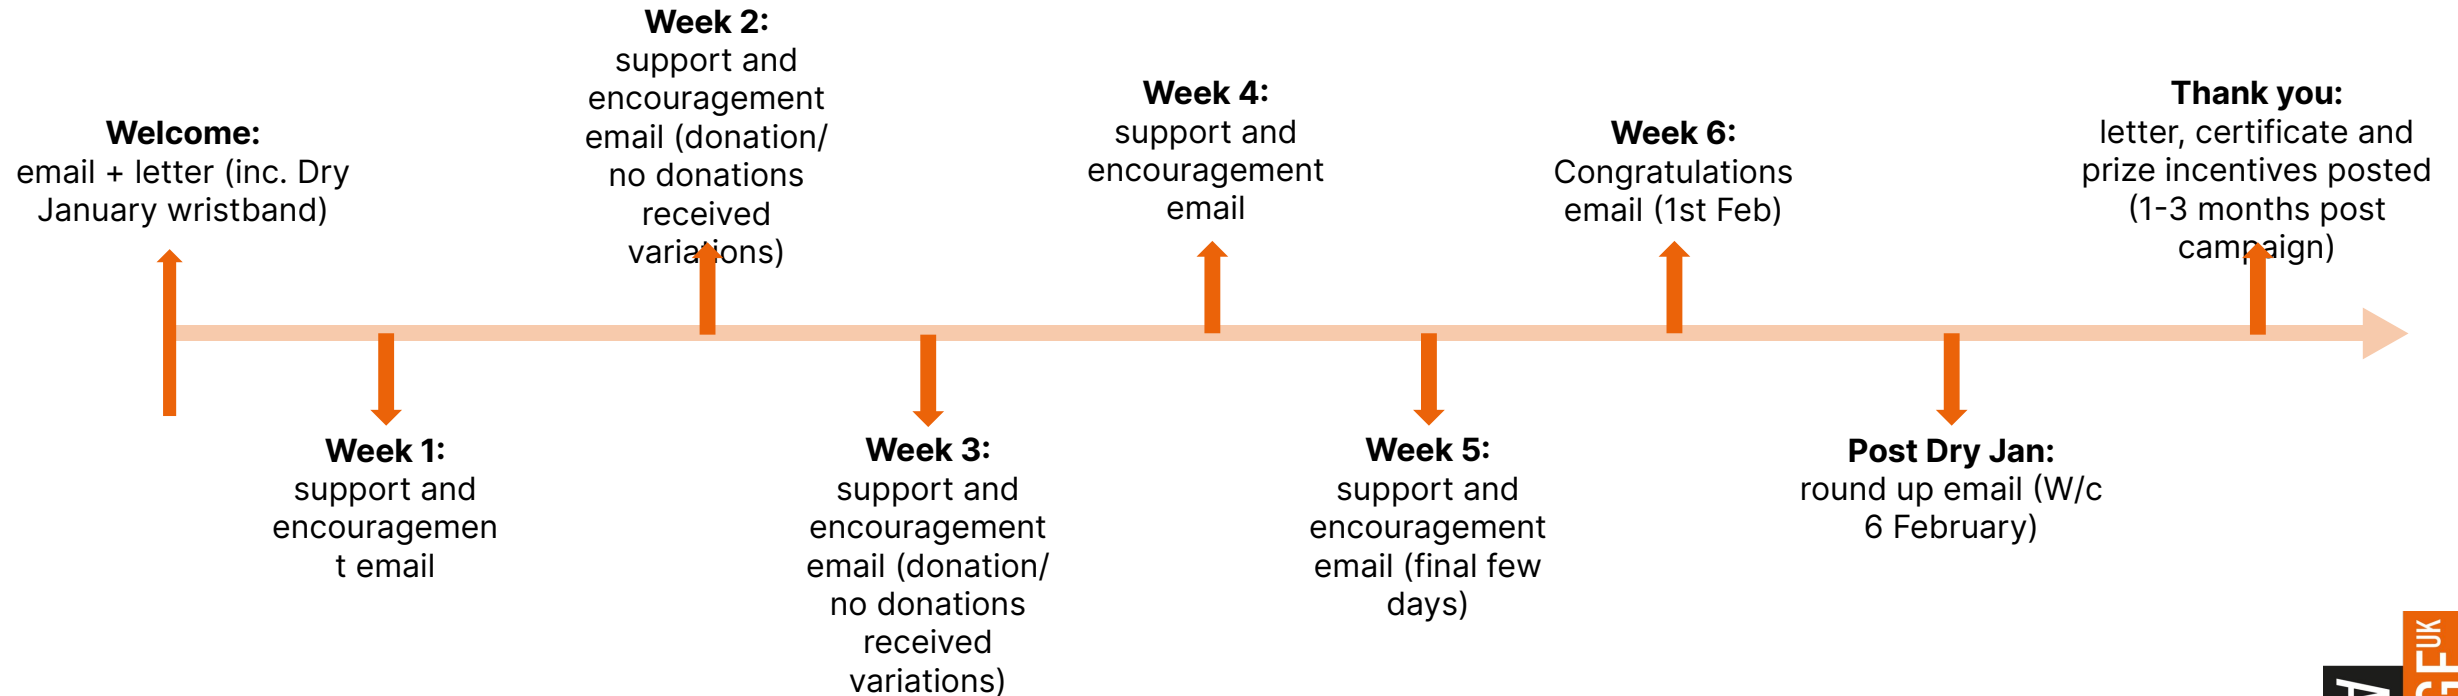 Welcome:
email + letter (inc. Dry
January wristband)
Week 1:
support and
encouragemen
t email
Week 2:
support and
encouragement
email (donation/
no donations
received
variations)
Week 3:
support and
encouragement
email (donation/
no donations
received
variations)
Week 4:
support and
encouragement
email
Week 5:
support and
encouragement
email (final few
days)
Week 6:
Congratulations
email (1st Feb)
Post Dry Jan:
round up email (W/c
6 February)
Thank you:
letter, certificate and
prize incentives posted
(1-3 months post
campaign)
UK